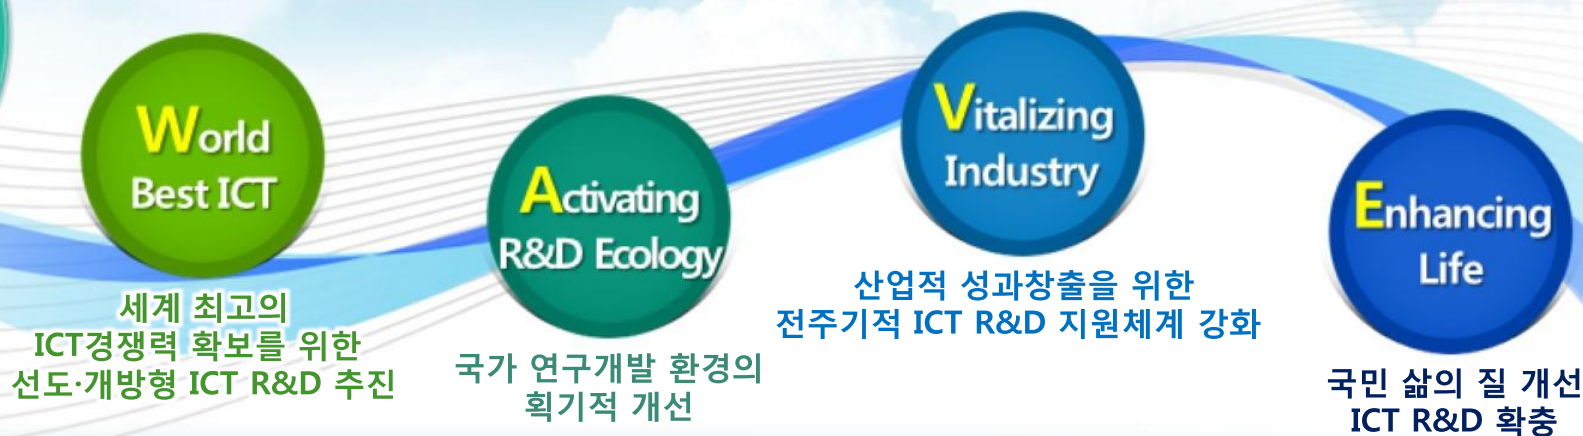 World
Best ICT
세계 최고의
ICT경쟁력 확보를 위한
선도·개방형 ICT R&D 추진
Activating
R&D Ecology
국가 연구개발 환경의
획기적 개선
Vitalizing
Industry
산업적 성과창출을 위한
전주기적 ICT R&D 지원체계 강화
Enhancing
Life
국민 삶의 질 개선
ICT R&D 확충